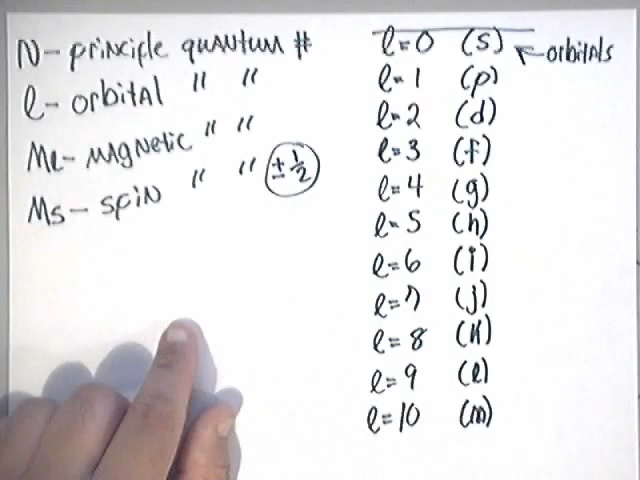 N- principle quantum #
l- orbital " "
Ml- magnetic " "
Ms- spin " " ± 1/2
l=0 (s) ← orbitals
l=1 (p)
l=2 (d)
l=3 (f)
l=4 (g)
l=5 (h)
l=6 (i)
l=7 (j)
l=8 (k)
l=9 (l)
l=10 (m)